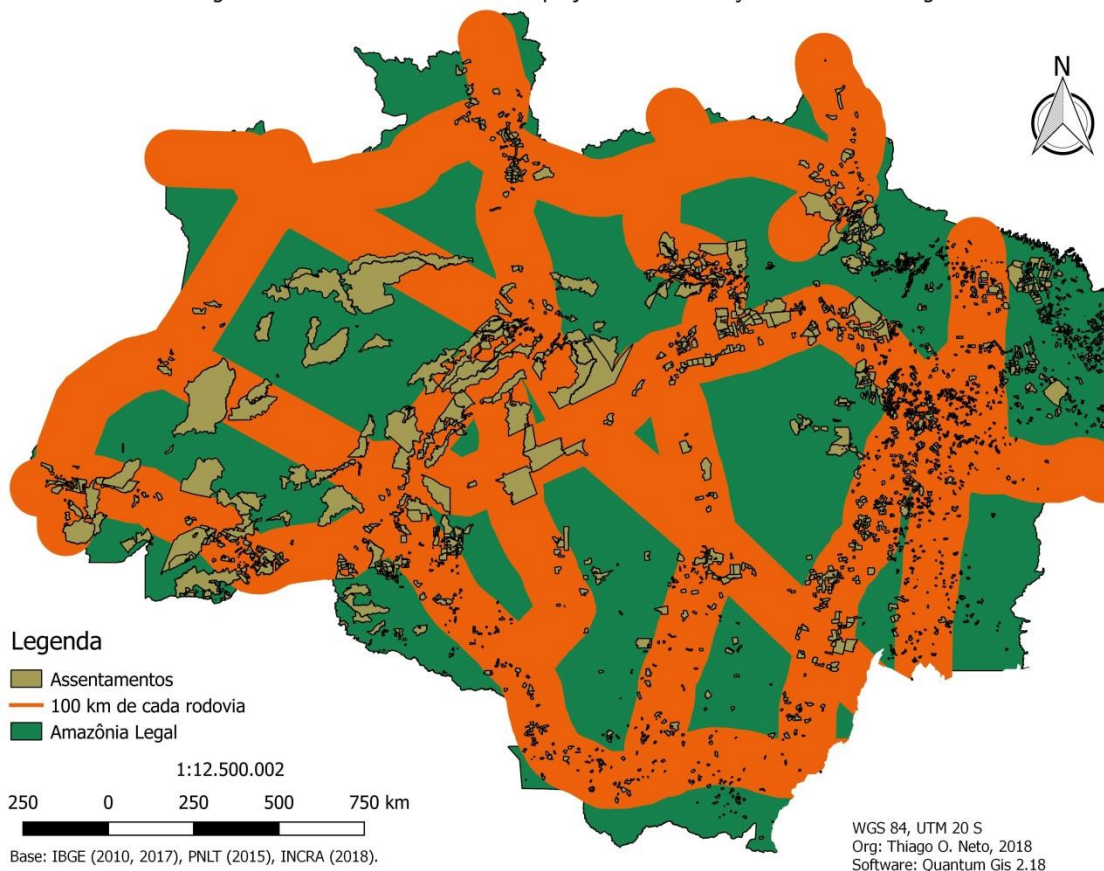 N
Legenda
Assentamentos
100 km de cada rodovia
Amazônia Legal
1:12.500.002
250 0 250 500 750 km
Base: IBGE (2010, 2017), PNLT (2015), INCRA (2018).
WGS 84, UTM 20 S
Org: Thiago O. Neto, 2018
Software: Quantum Gis 2.18